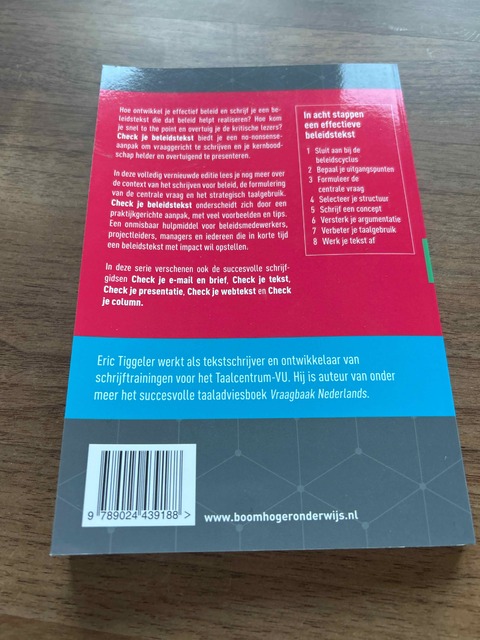 Hoe ontwikkel je effectief beleid en schrijf je een be-
leidstekst die dat beleid helpt realiseren? Hoe kom
je snel to the point en overtuig je de kritische lezers?
Check je beleidstekst biedt je een no-nonsense-
aanpak om vraaggericht te schrijven en je kernbood-
schap helder en overtuigend te presenteren.
In deze volledig vernieuwde editie lees je nog meer over
de context van het schrijven voor beleid, de formulering
van de centrale vraag en het strategisch taalgebruik.
Check je beleidstekst onderscheidt zich door een
praktijkgerichte aanpak, met veel voorbeelden en tips.
Een onmisbaar hulpmiddel voor beleidsmedewerkers,
projectleiders, managers en iedereen die in korte tijd
een beleidstekst met impact wil opstellen.
In deze serie verschenen ook de succesvolle schrijf-
gidsen Check je e-mail en brief, Check je tekst,
Check je presentatie, Check je webtekst en Check
je column.
In acht stappen
een effectieve
beleidstekst
1 Sluit aan bij de
beleidscyclus
2 Bepaal je uitgangspunten
3 Formuleer de
centrale vraag
4 Selecteer je structuur
5 Schrijf een concept
6 Versterk je argumentatie
7 Verbeter je taalgebruik
8 Werk je tekst af
Eric Tiggeler werkt als tekstschrijver en ontwikkelaar van
schrijftrainingen voor het Taalcentrum-VU. Hij is auteur van onder
meer het succesvolle taaladviesboek Vraagbaak Nederlands.
9 789024 439188 >
www.boomhogeronderwijs.nl